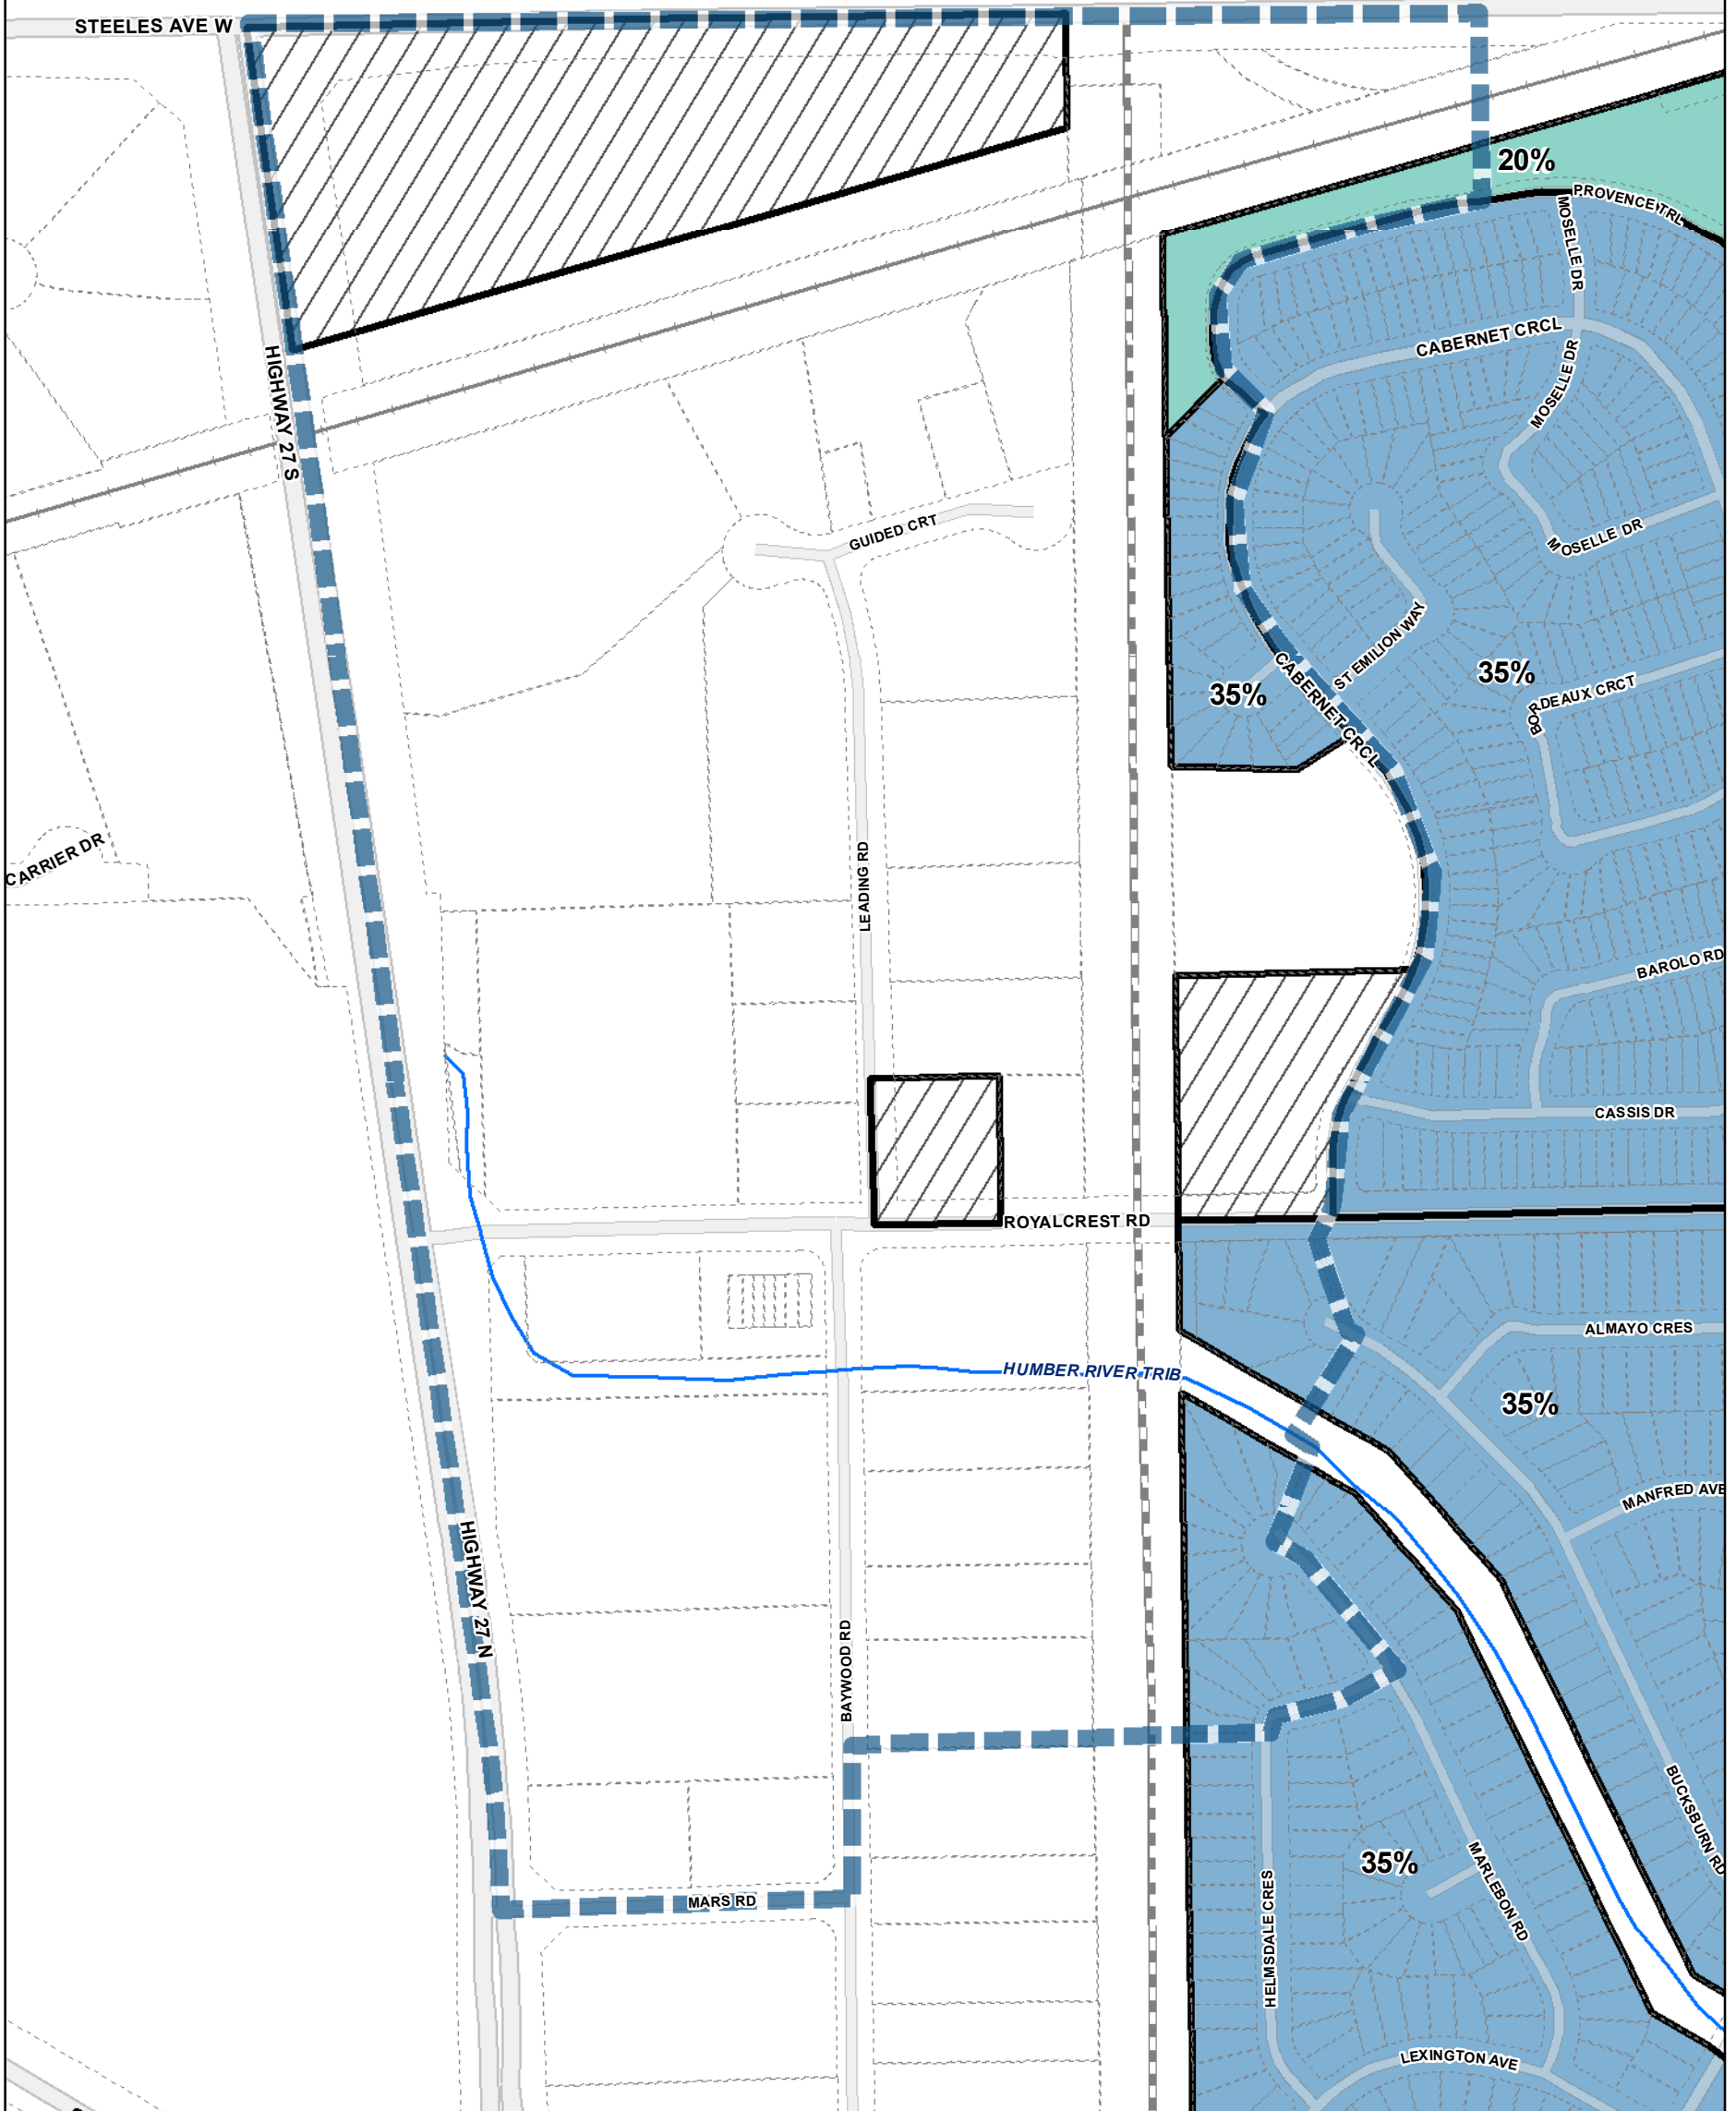 STEELES AVE W
20%
PROVENCE TRL
MOSELLE DR
CABERNET CRCL
MOSELLE DR
HIGHWAY 27 S
MOSELLE DR
GUIDED CRT
ST EMILION WAY
35%
35%
BORDEAUX CRCT
CABERNET CRCL
CARRIER DR
LEADING RD
BAROLO RD
CASSIS DR
ROYALCREST RD
ALMAYO CRES
HUMBER RIVER TRIB
35%
MANFRED AVE
HIGHWAY 27 N
BAYWOOD RD
BUCKSBURN RD
35%
MARLEBON RD
MARS RD
HELMSDALE CRES
LEXINGTON AVE